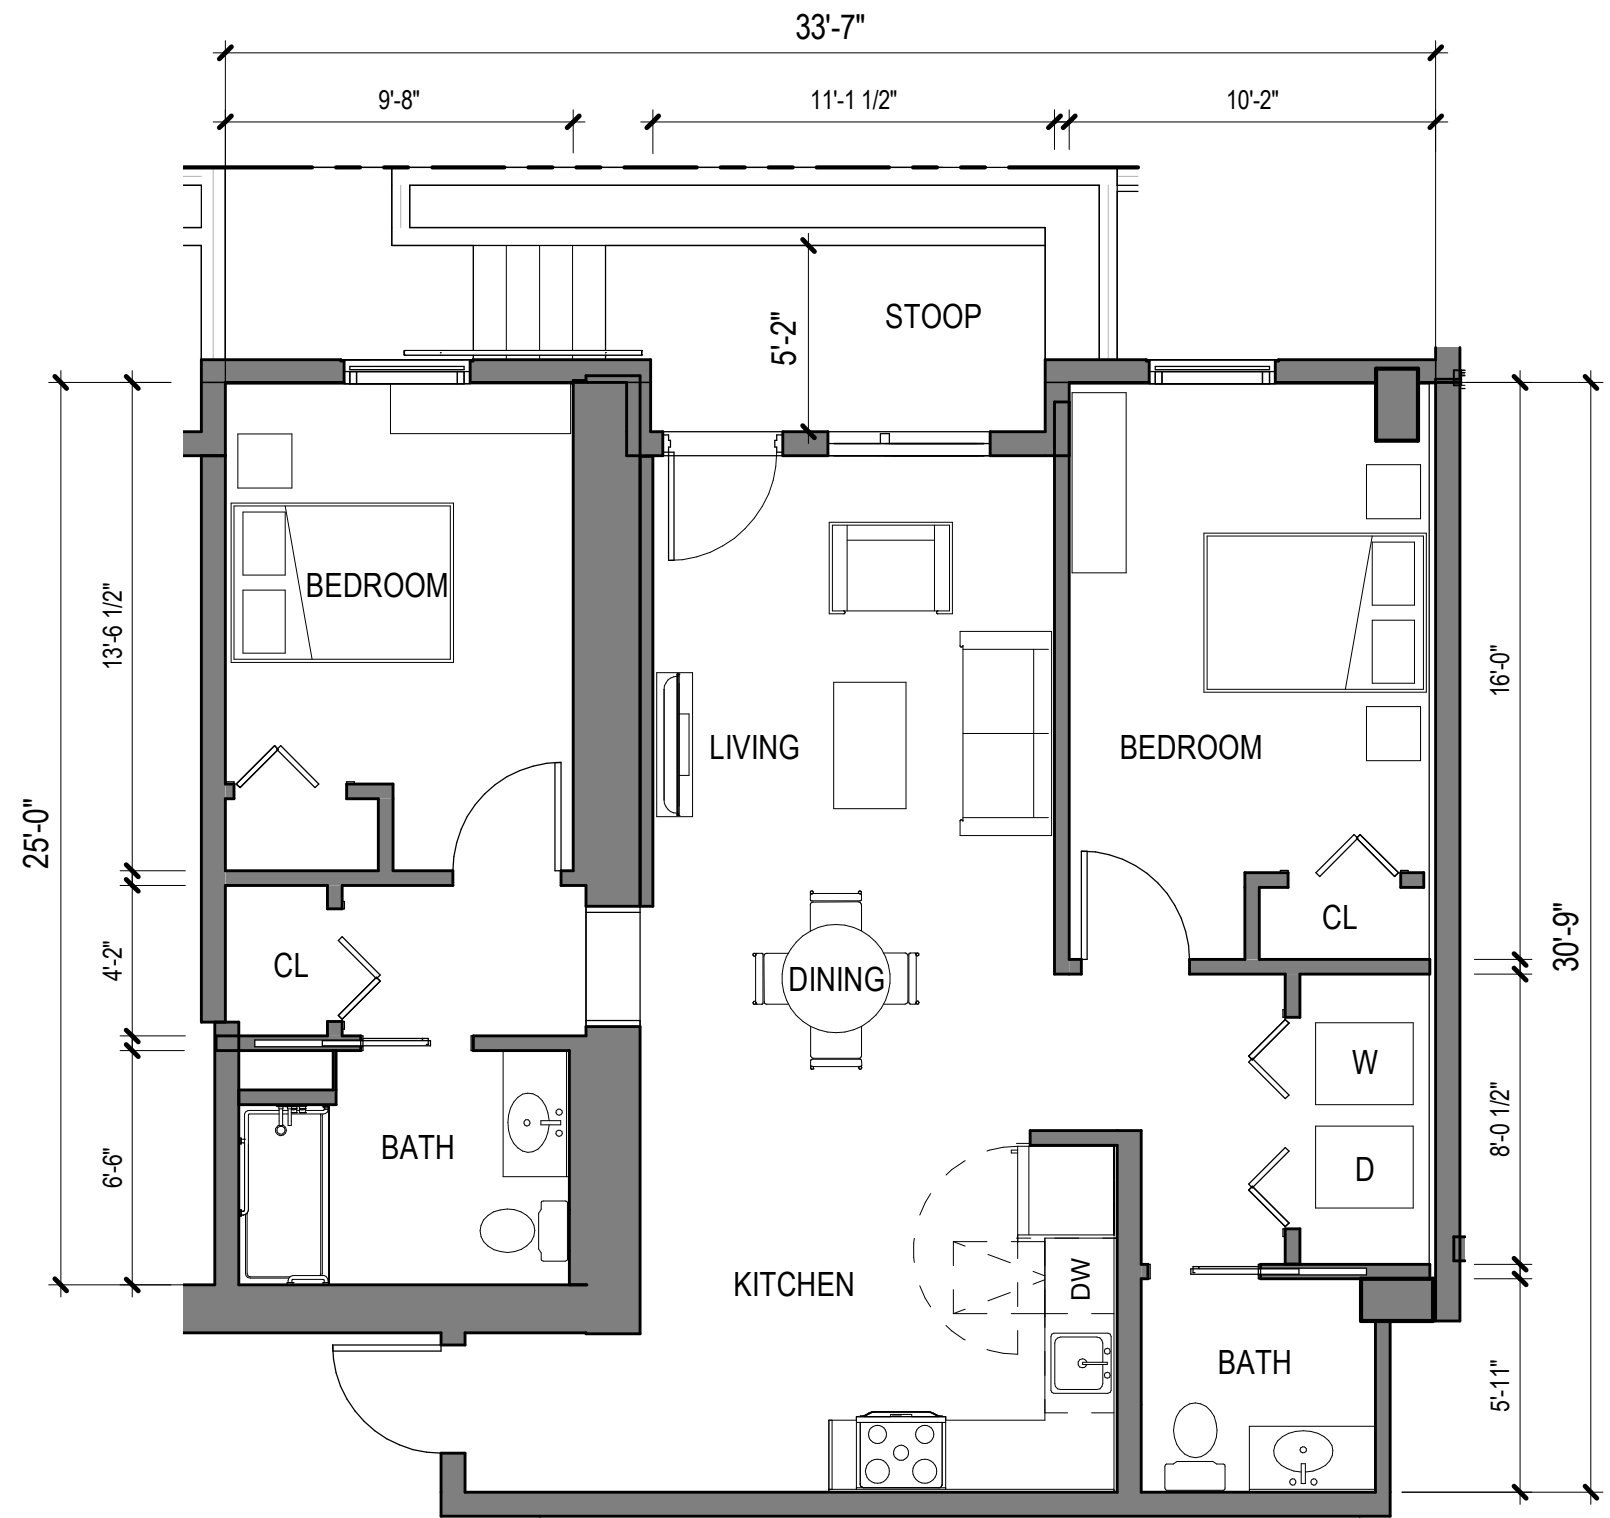 33'-7"
9'-8"
11'-1 1/2"
10'-2"
STOOP
5'-2"
BEDROOM
13'-6 1/2"
16'-0"
LIVING
BEDROOM
25'-0"
CL
30'-9"
4'-2"
CL
DINING
W
8'-0 1/2"
BATH
6'-6"
D
KITCHEN
DW
BATH
5'-11"